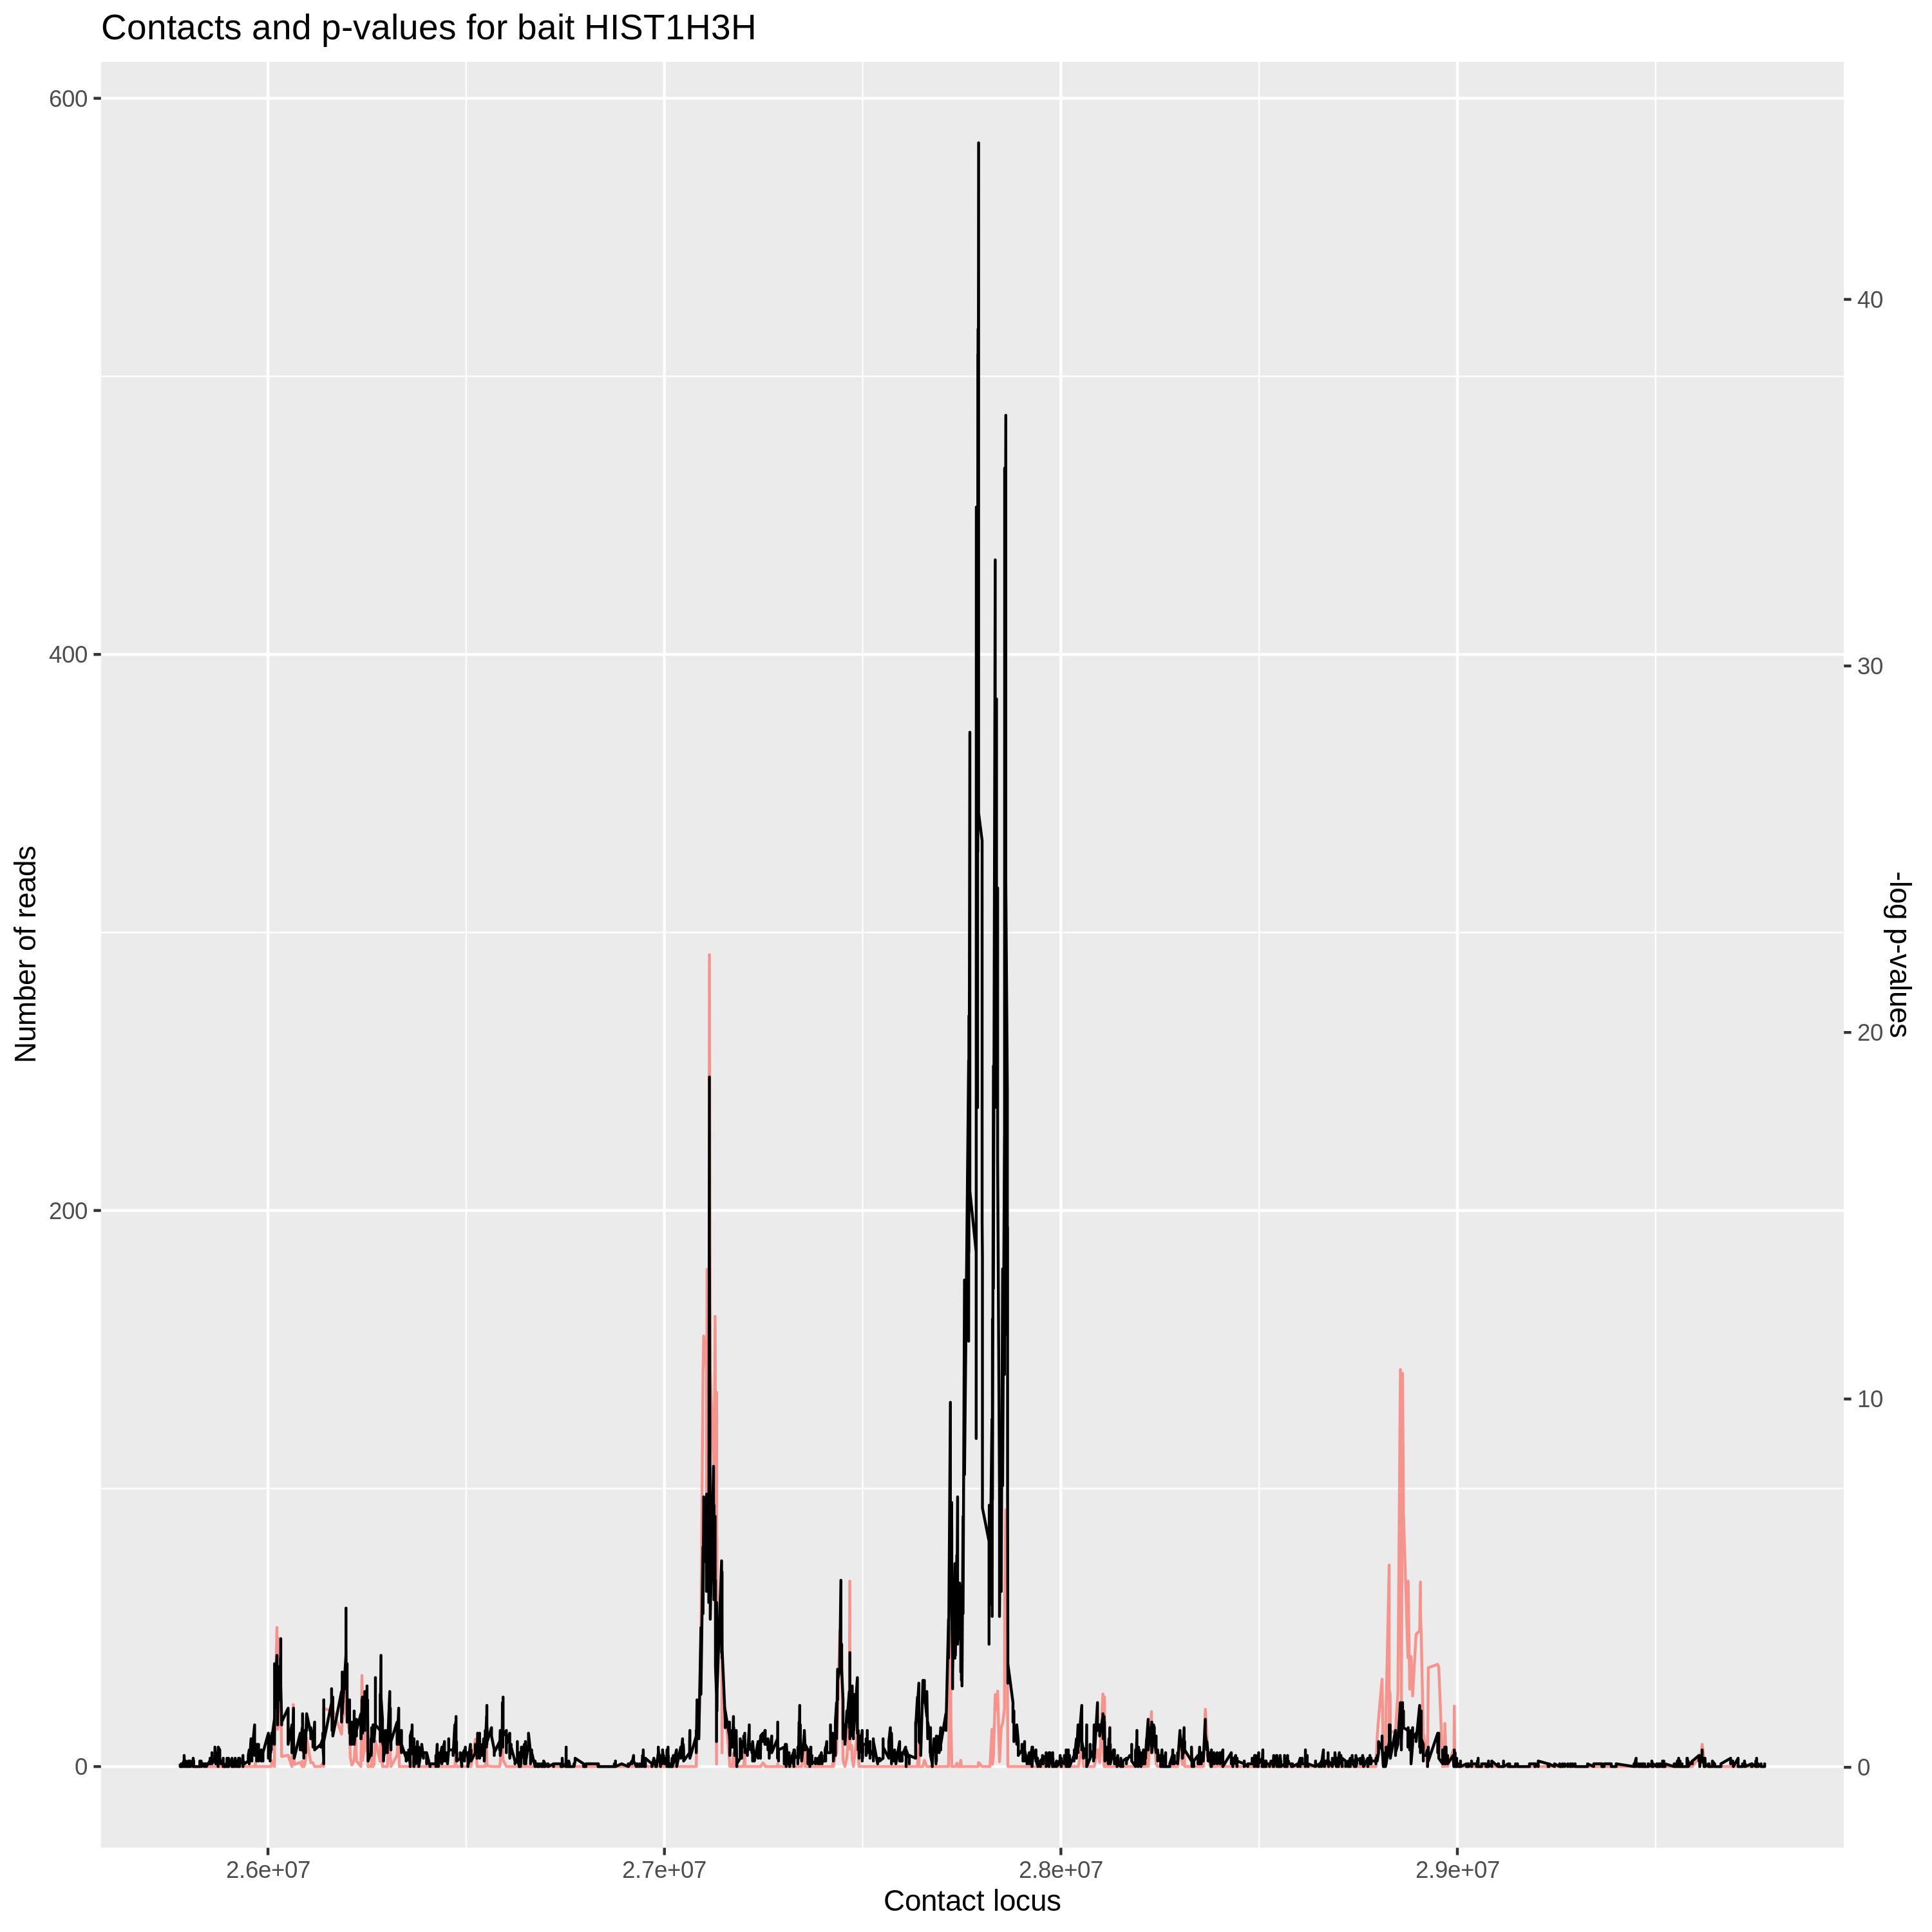 Contacts and p-values for bait HIST1H3H
600
400
200
0
Number of reads
40
30
20
10
0
-log p-values
2.6e+07
2.7e+07
2.8e+07
2.9e+07
Contact locus